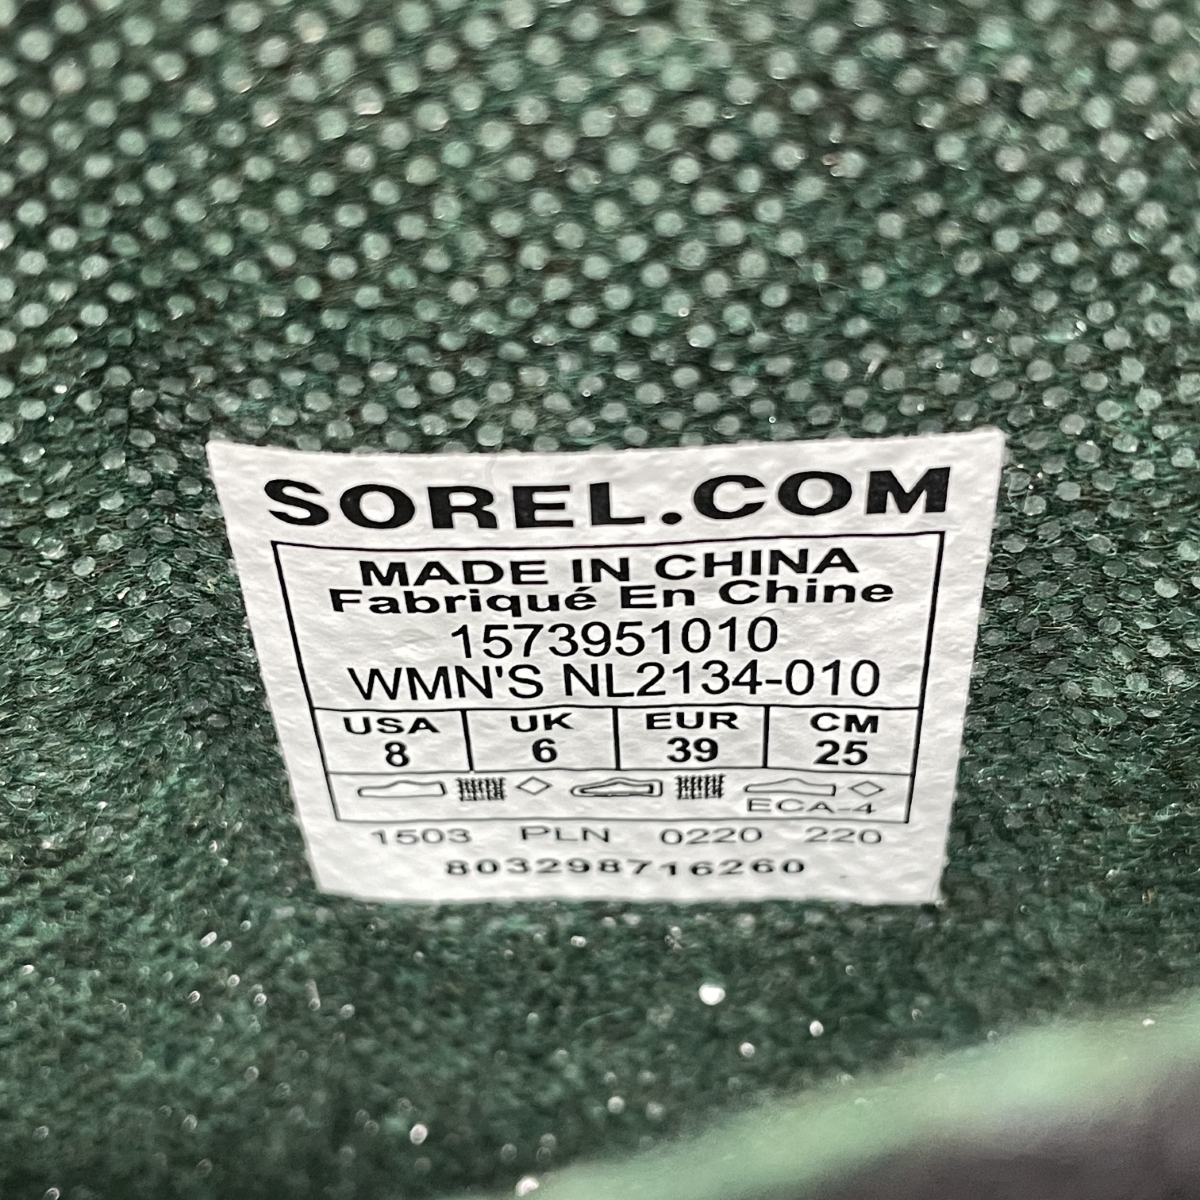 SOREL.COM
MADE IN CHINA
Fabriqué En Chine
1573951010
WMN'S NL2134-010
USA UK EUR CM
8 6 39 25
ECA-4
1503 PLN 0220 220
803298716260